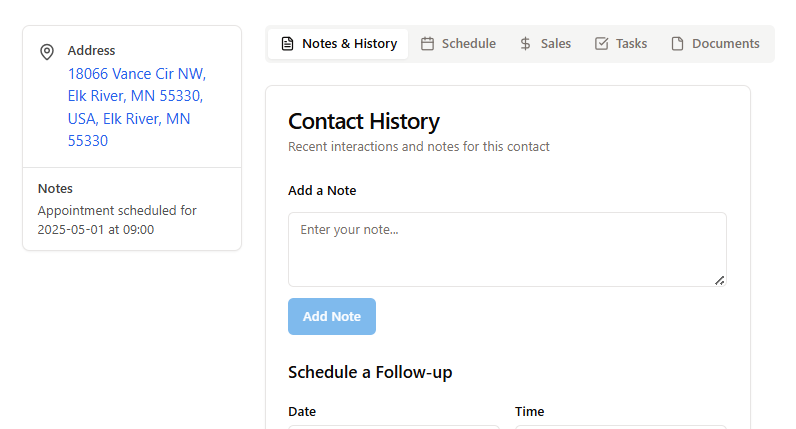 Address
18066 Vance Cir NW,
Elk River, MN 55330,
USA, Elk River, MN
55330
Notes
Appointment scheduled for
2025-05-01 at 09:00
Notes & History
Schedule
Sales
Tasks
Documents
Contact History
Recent interactions and notes for this contact
Add a Note
Enter your note...
Add Note
Schedule a Follow-up
Date
Time